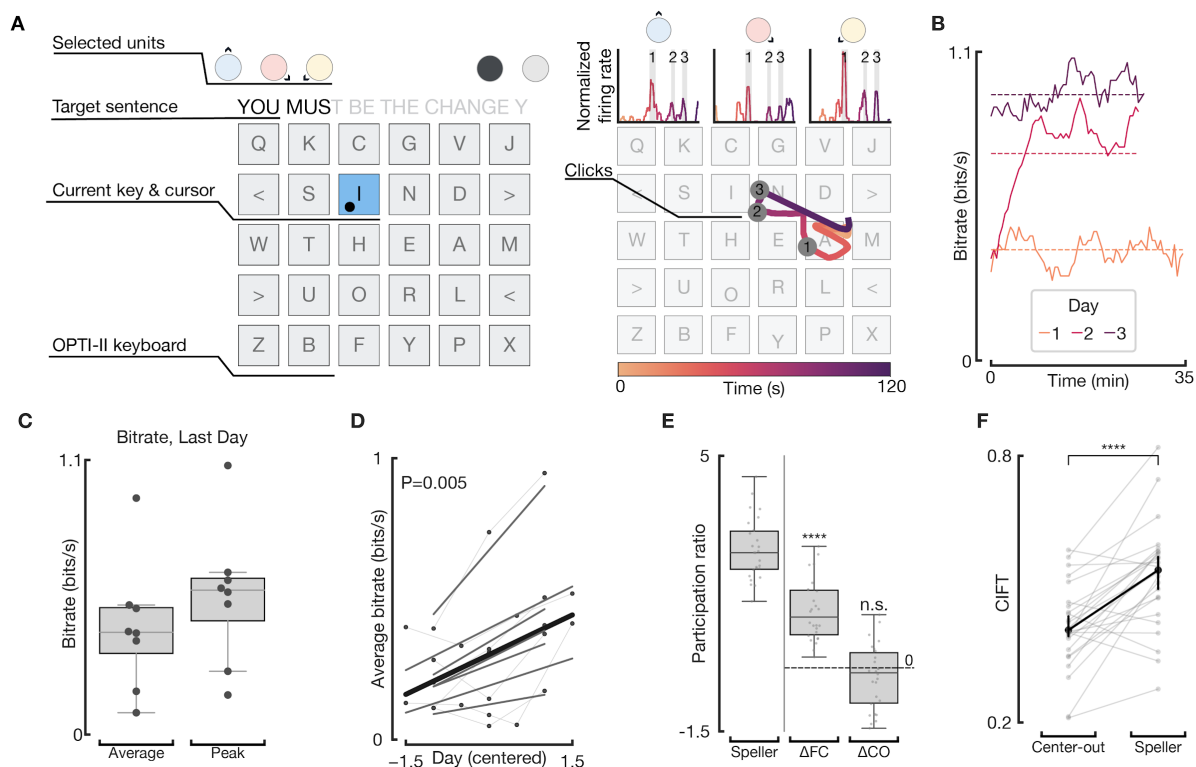 A
Selected units
Target sentence
YOU MUST BE THE CHANGE Y
Q K C G V J
Current key & cursor
< S I N D >
W T H E A M
> U O R L <
OPTI-II keyboard
Z B F Y P X
Normalized
firing rate
1 2 3
1 2 3
1 2 3
Q K C G V J
Clicks
< S I N D >
3
2
W T H E A M
1
> U O R L <
Z B F Y P X
0 120
Time (s)
B
1.1
Bitrate (bits/s)
Day
1 2 3
0
0 35
Time (min)
C
Bitrate, Last Day
1.1
Bitrate (bits/s)
0
Average Peak
D
1
P=0.005
Average bitrate (bits/s)
0
−1.5 Day (centered) 1.5
E
5
Participation ratio
****
n.s.
0
-1.5
Speller ΔFC ΔCO
F
0.8
****
CIFT
0.2
Center-out Speller